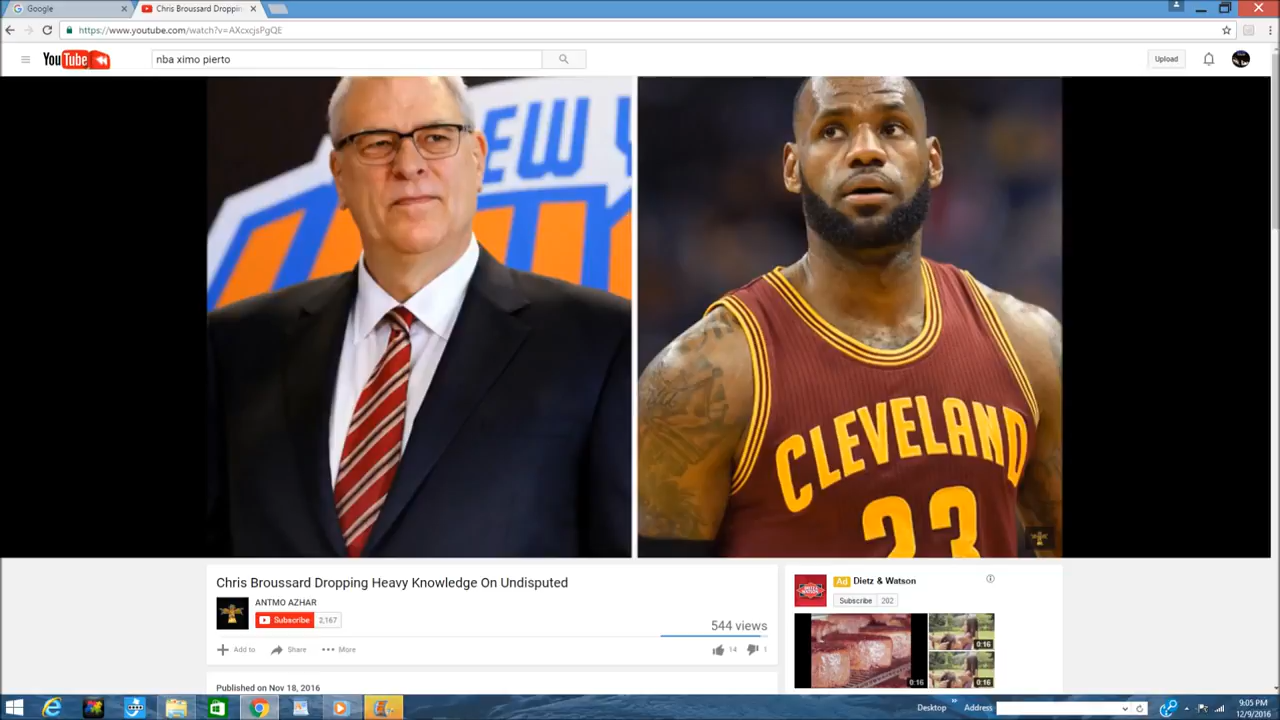 Google
Chris Broussard Droppin
https://www.youtube.com/watch?v=AXcxcjsPgQE
YouTube
nba ximo pierto
Upload
NEW Y
CLEVELAND
23
Chris Broussard Dropping Heavy Knowledge On Undisputed
ANTMO AZHAR
Subscribe 2,167
544 views
Add to Share More
14 1
Published on Nov 18, 2016
Ad Dietz & Watson
Subscribe 202
0:16
0:16
0:16
Desktop
Address
9:05 PM
12/9/2016